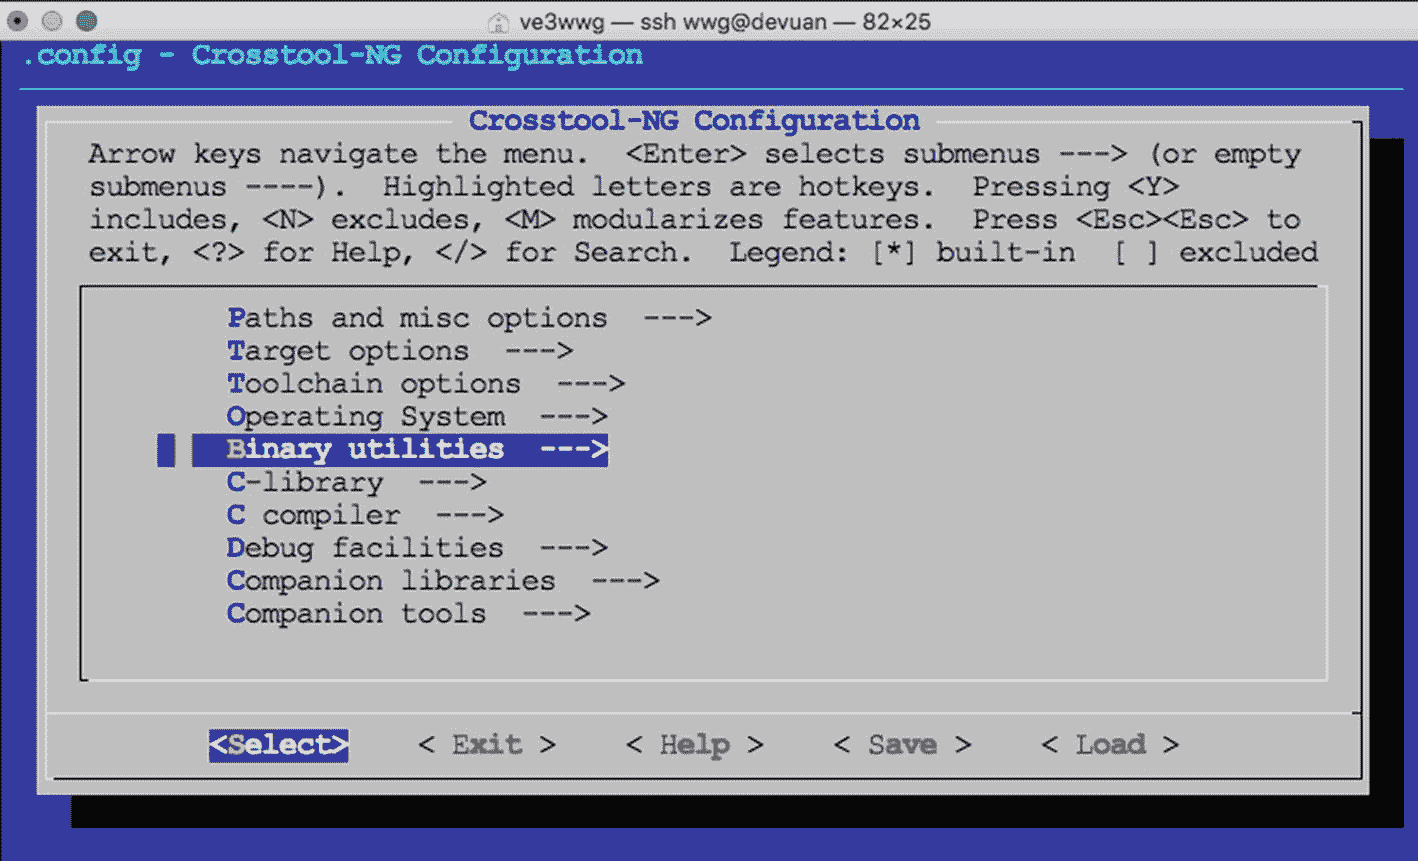 ve3wwg — ssh wwg@devuan — 82×25
.config - Crosstool-NG Configuration
Crosstool-NG Configuration
Arrow keys navigate the menu.  <Enter> selects submenus ---> (or empty
submenus ----).  Highlighted letters are hotkeys.  Pressing <Y>
includes, <N> excludes, <M> modularizes features.  Press <Esc><Esc> to
exit, <?> for Help, </> for Search.  Legend: [*] built-in  [ ] excluded
Paths and misc options  --->
Target options  --->
Toolchain options  --->
Operating System  --->
Binary utilities  --->
C-library  --->
C compiler  --->
Debug facilities  --->
Companion libraries  --->
Companion tools  --->
<Select>    < Exit >    < Help >    < Save >    < Load >